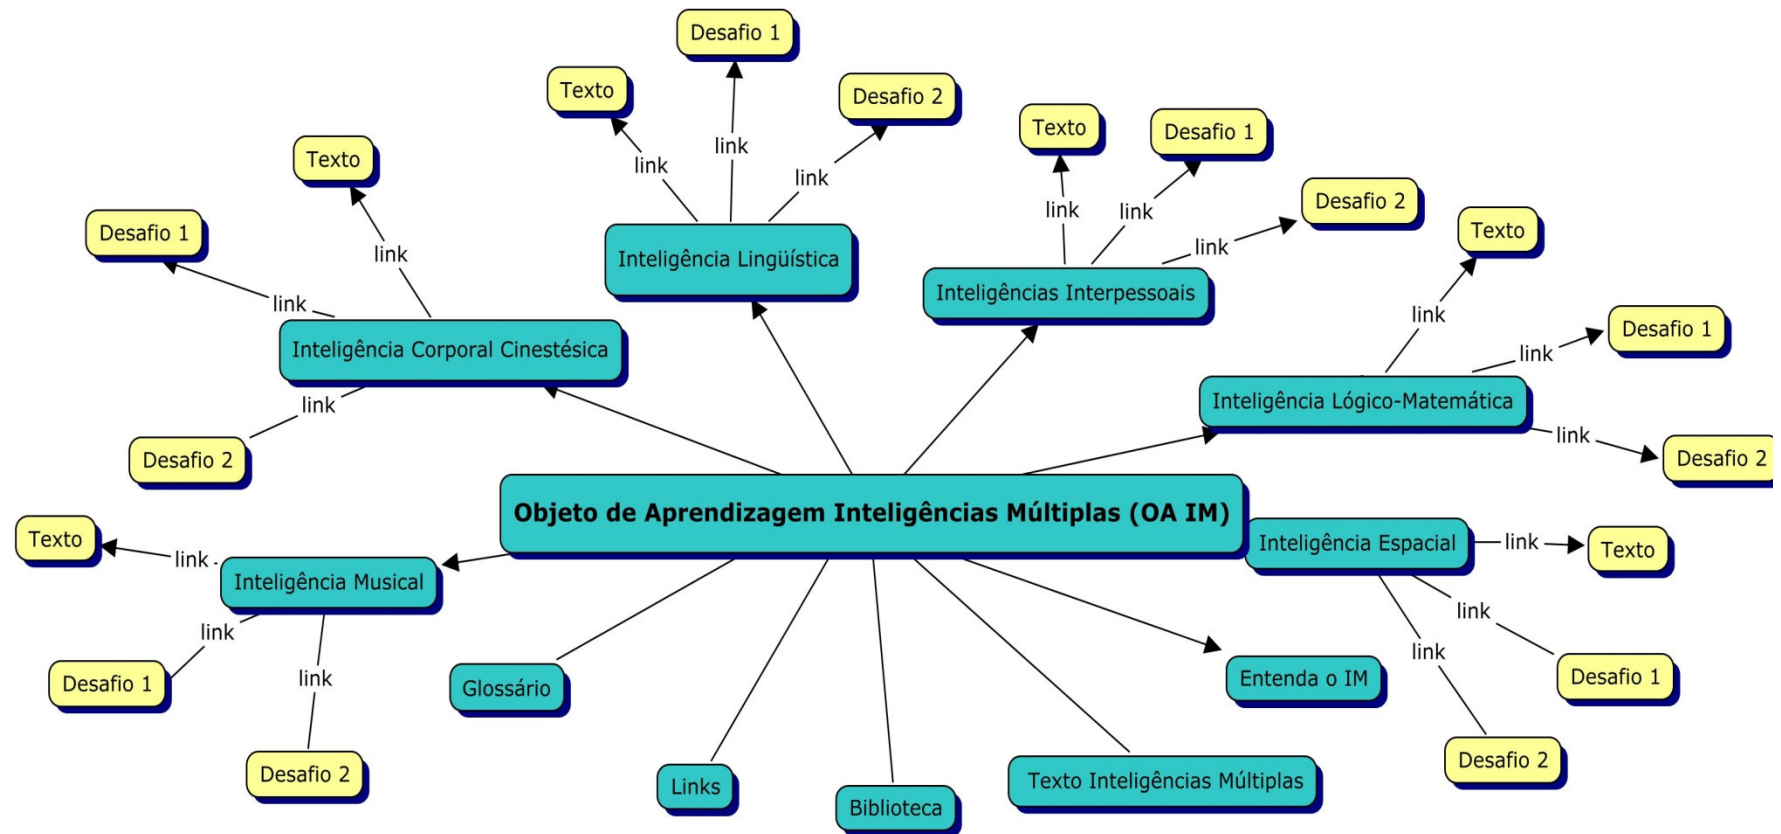 Desafio 1
Texto
Desafio 2
link
link
link
Inteligência Lingüística
Texto
Desafio 1
Desafio 2
link
link
link
Inteligências Interpessoais
Texto
Desafio 1
link
link
Inteligência Corporal Cinestésica
link
Desafio 2
Texto
Desafio 1
Desafio 2
link
link
link
Inteligência Lógico-Matemática
Objeto de Aprendizagem Inteligências Múltiplas (OA IM)
Texto
link
Inteligência Musical
link
Desafio 1
link
Desafio 2
Inteligência Espacial
link
Texto
link
Desafio 1
link
Desafio 2
Glossário
Links
Biblioteca
Texto Inteligências Múltiplas
Entenda o IM